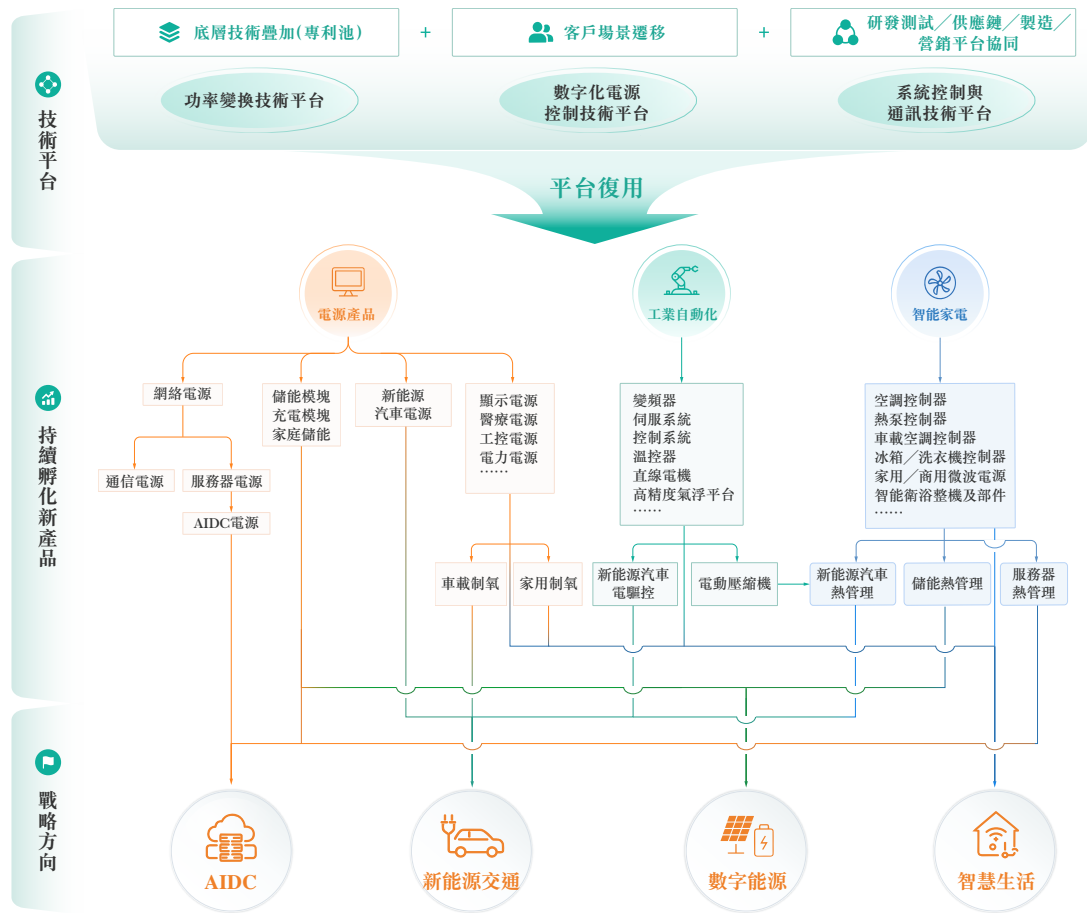 技術平台
底層技術疊加(專利池)
+
客戶場景遷移
+
研發測試／供應鏈／製造／
營銷平台協同
功率變換技術平台
數字化電源
控制技術平台
系統控制與
通訊技術平台
平台復用
持續孵化新產品
電源產品
工業自動化
智能家電
網絡電源
儲能模塊
充電模塊
家庭儲能
新能源
汽車電源
顯示電源
醫療電源
工控電源
電力電源
……
變頻器
伺服系統
控制系統
溫控器
直線電機
高精度氣浮平台
……
空調控制器
熱泵控制器
車載空調控制器
冰箱／洗衣機控制器
家用／商用微波電源
智能衛浴整機及部件
……
通信電源
服務器電源
AIDC電源
車載制氧
家用制氧
新能源汽車
電驅控
電動壓縮機
新能源汽車
熱管理
儲能熱管理
服務器
熱管理
戰略方向
AIDC
新能源交通
數字能源
智慧生活